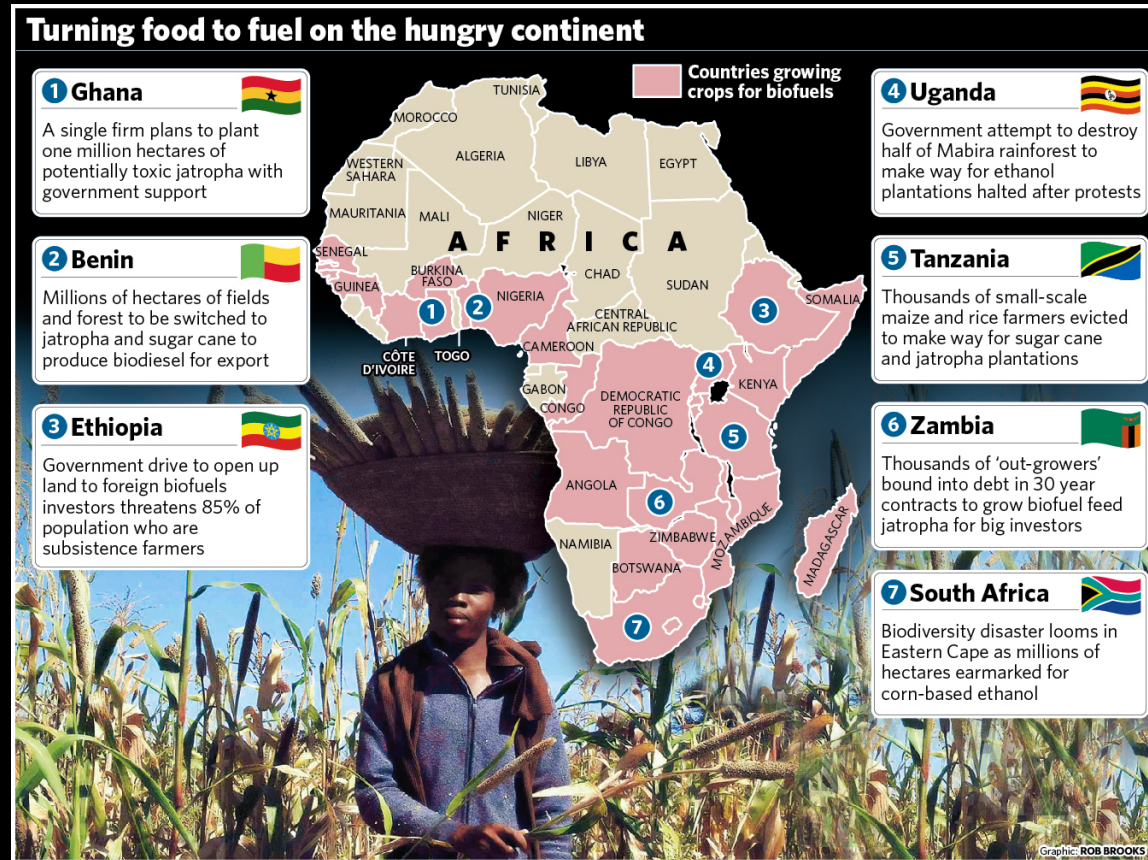 Turning food to fuel on the hungry continent
1 Ghana
A single firm plans to plant
one million hectares of
potentially toxic jatropha with
government support
2 Benin
Millions of hectares of fields
and forest to be switched to
jatropha and sugar cane to
produce biodiesel for export
3 Ethiopia
Government drive to open up
land to foreign biofuels
investors threatens 85% of
population who are
subsistence farmers
Countries growing
crops for biofuels
TUNISIA
MOROCCO
ALGERIA
LIBYA
EGYPT
WESTERN
SAHARA
MAURITANIA
MALI
NIGER
AFRICA
SENEGAL
BURKINA
FASO
CHAD
SUDAN
GUINEA
NIGERIA
SOMALIA
1
2
3
CENTRAL
AFRICAN REPUBLIC
CÔTE
D'IVOIRE
TOGO
CAMEROON
4
GABON
CONGO
DEMOCRATIC
REPUBLIC
OF CONGO
KENYA
5
ANGOLA
6
NAMIBIA
ZIMBABWE
MOZAMBIQUE
MADAGASCAR
BOTSWANA
7
4 Uganda
Government attempt to destroy
half of Mabira rainforest to
make way for ethanol
plantations halted after protests
5 Tanzania
Thousands of small-scale
maize and rice farmers evicted
to make way for sugar cane
and jatropha plantations
6 Zambia
Thousands of ‘out-growers’
bound into debt in 30 year
contracts to grow biofuel feed
jatropha for big investors
7 South Africa
Biodiversity disaster looms in
Eastern Cape as millions of
hectares earmarked for
corn-based ethanol
Graphic: ROB BROOKS